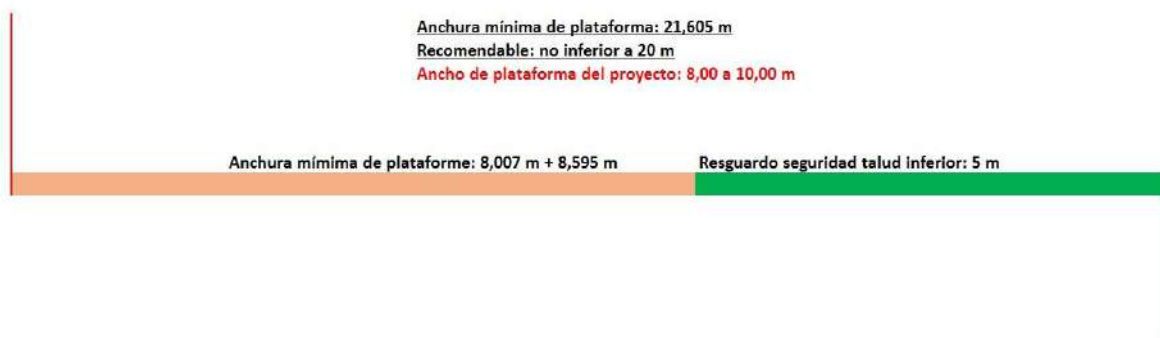 Anchura mínima de plataforma: 21,605 m
Recomendable: no inferior a 20 m
Ancho de plataforma del proyecto: 8,00 a 10,00 m
Anchura mímima de plataforme: 8,007 m + 8,595 m
Resguardo seguridad talud inferior: 5 m